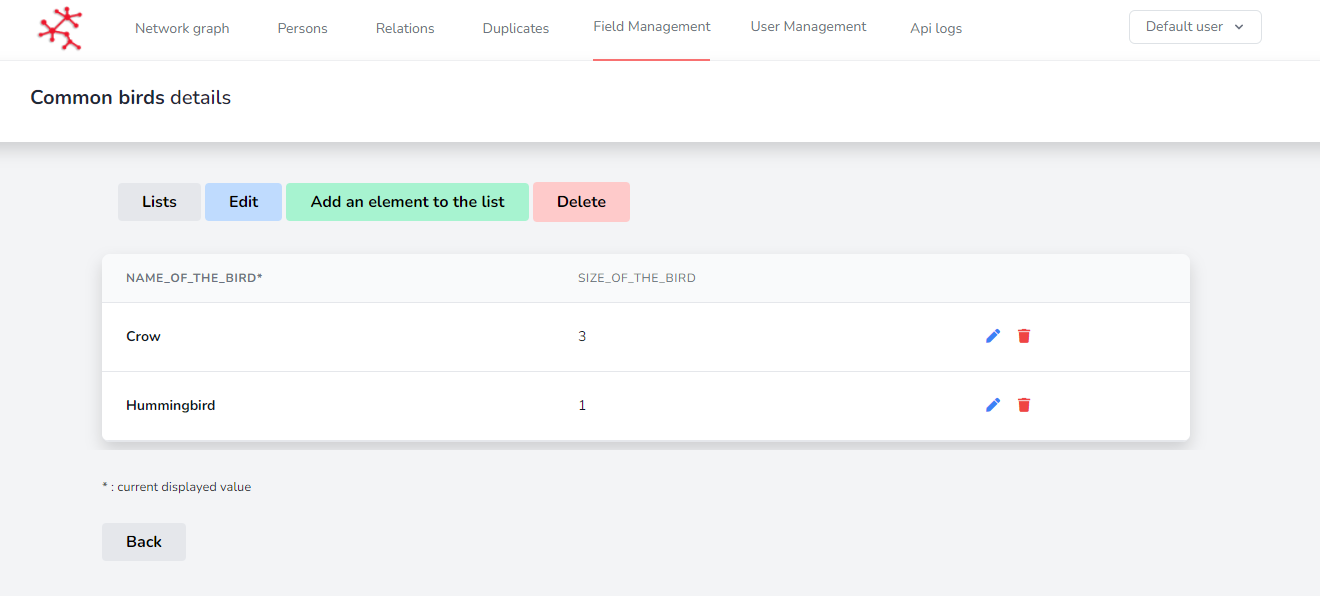 Network graph Persons Relations Duplicates Field Management User Management Api logs Default user
Common birds details
Lists Edit Add an element to the list Delete
NAME_OF_THE_BIRD* SIZE_OF_THE_BIRD
Crow 3
Hummingbird 1
* : current displayed value
Back